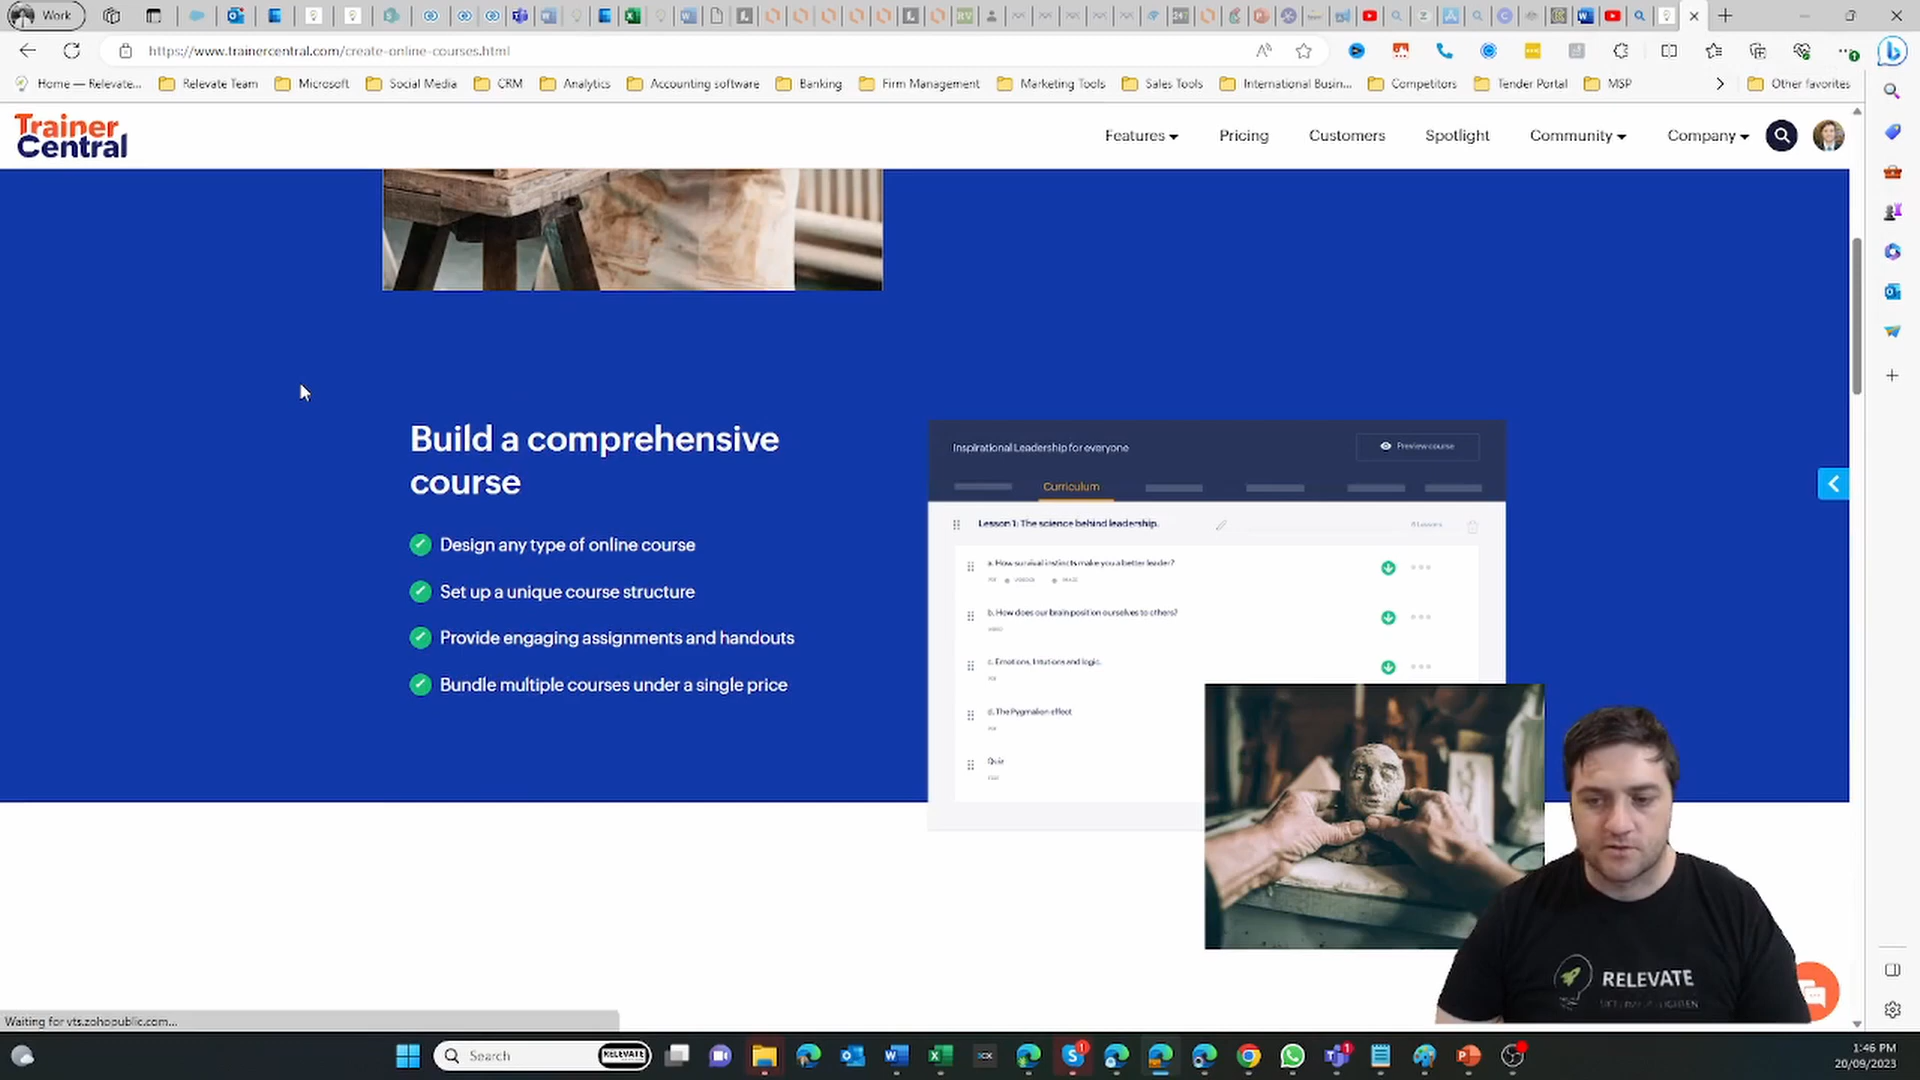 Work
https://www.trainercentral.com/create-online-courses.html
Home — Relevate...
Relevate Team
Microsoft
Social Media
CRM
Analytics
Accounting software
Banking
Firm Management
Marketing Tools
Sales Tools
International Busin...
Competitors
Tender Portal
MSP
Other favorites
Trainer
Central
Features
Pricing
Customers
Spotlight
Community
Company
Build a comprehensive
course
Design any type of online course
Set up a unique course structure
Provide engaging assignments and handouts
Bundle multiple courses under a single price
Inspirational Leadership for everyone
Preview course
Curriculum
Lesson 1: The science behind leadership.
a. How survival instincts make you a better leader?
b. How does our brain position ourselves to others?
c. Emotions, Intutions and logic.
d. The Pygmalion effect
Quiz
RELEVATE
Waiting for vts.zohopublic.com...
Search
RELEVATE
1:46 PM
20/09/2023